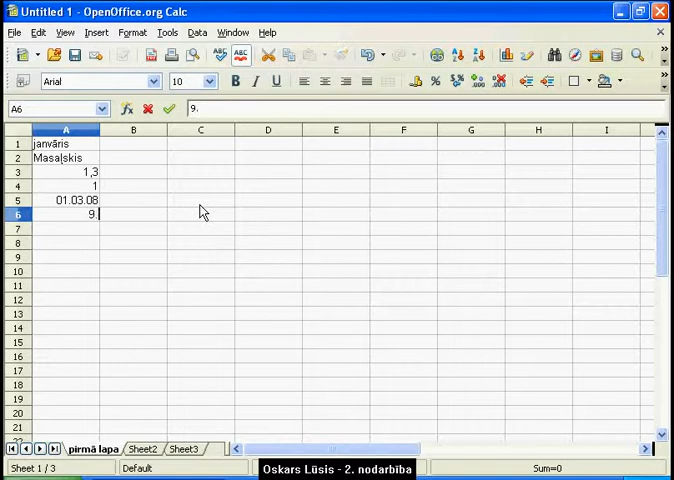 Untitled 1 - OpenOffice.org Calc
File Edit View Insert Format Tools Data Window Help
Arial 10 B I U
A6 9.
A B C D E F G H I
1 janvāris
2 Masaļskis
3 1,3
4 1
5 01.03.08
6 9.
7
8
9
10
11
12
13
14
15
16
17
18
19
20
21
22
pirmā lapa Sheet2 Sheet3
Sheet 1 / 3 Default Sum=0
Oskars Lūsis - 2. nodarbība